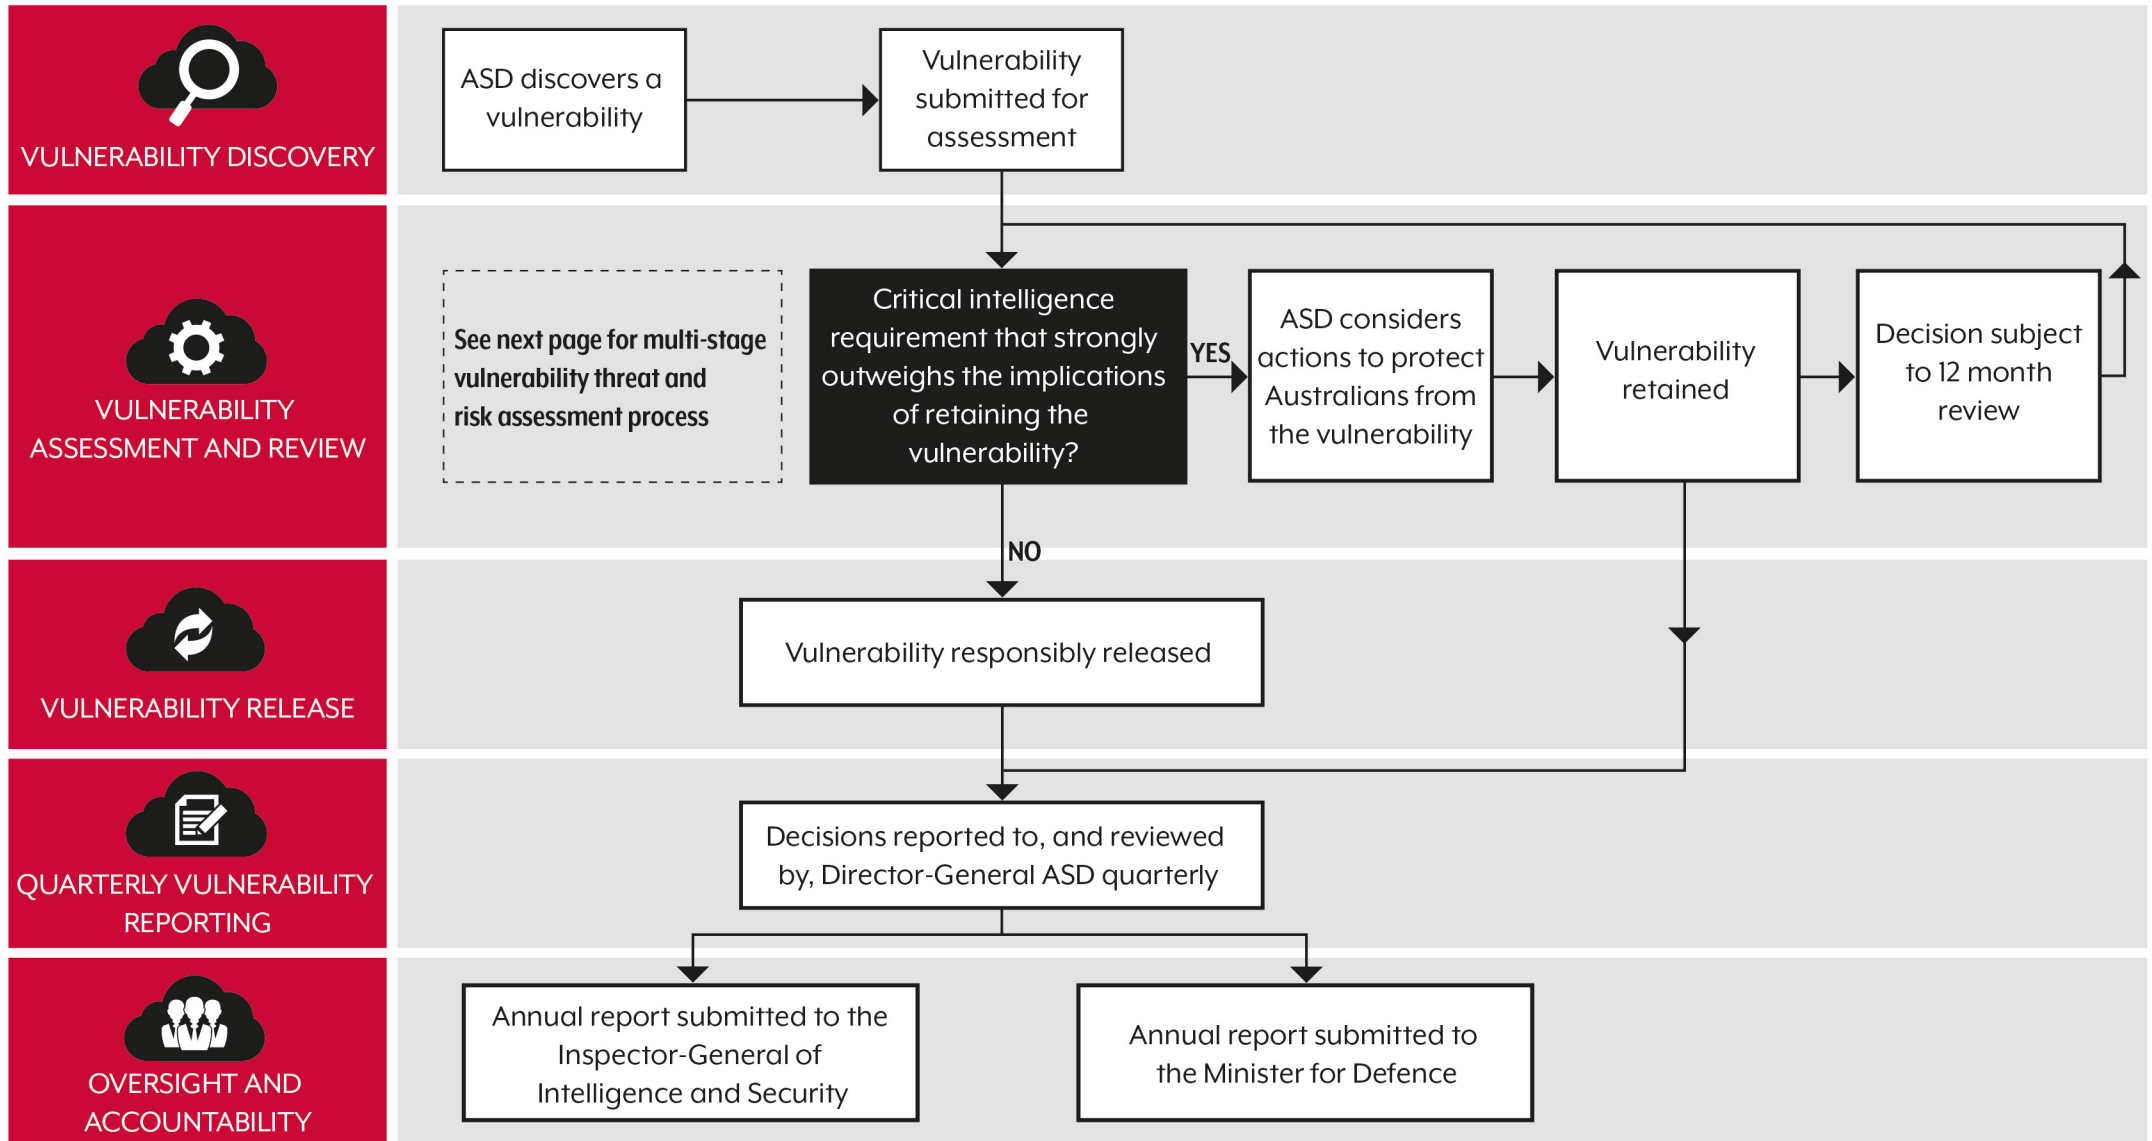 VULNERABILITY DISCOVERY
ASD discovers a
vulnerability
Vulnerability
submitted for
assessment
VULNERABILITY
ASSESSMENT AND REVIEW
See next page for multi-stage
vulnerability threat and
risk assessment process
Critical intelligence
requirement that strongly
outweighs the implications
of retaining the
vulnerability?
YES
ASD considers
actions to protect
Australians from
the vulnerability
Vulnerability
retained
Decision subject
to 12 month
review
NO
VULNERABILITY RELEASE
Vulnerability responsibly released
QUARTERLY VULNERABILITY
REPORTING
Decisions reported to, and reviewed
by, Director-General ASD quarterly
OVERSIGHT AND
ACCOUNTABILITY
Annual report submitted to the
Inspector-General of
Intelligence and Security
Annual report submitted to
the Minister for Defence